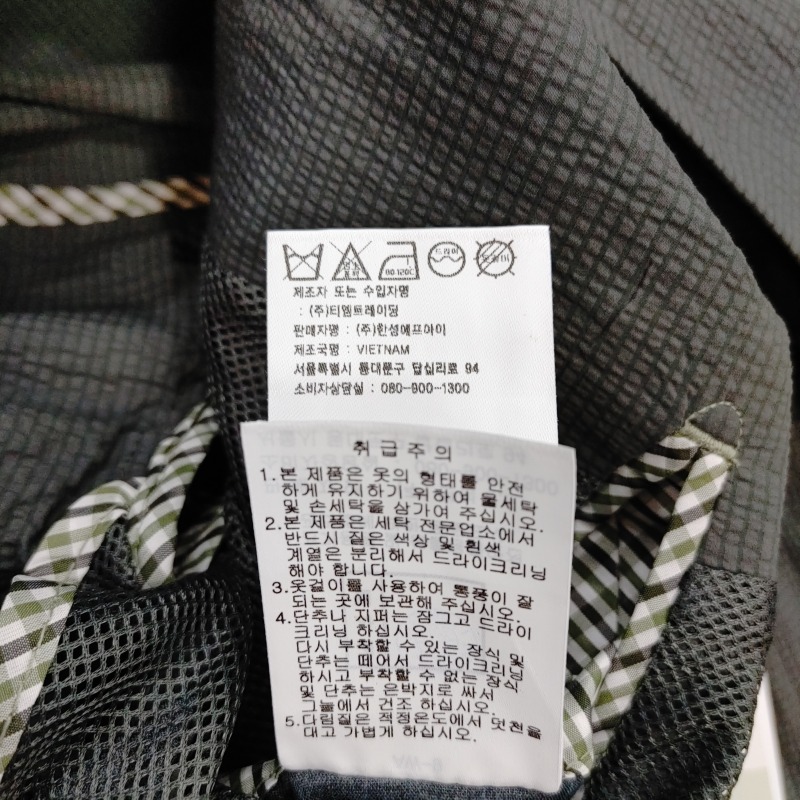 80~120℃
드라이
제조자 또는 수입자명
: (주)티엠트레이딩
판매자명 : (주)한성에프아이
제조국명 : VIETNAM
서울특별시 동대문구 답십리로 94
소비자상담실 : 080-900-1300
취급주의
1.본 제품은 옷의 형태를 안전
하게 유지하기 위하여 물세탁
및 손세탁을 삼가여 주십시오.
2.본 제품은 세탁 전문업소에서
반드시 짙은 색상 및 흰색
계열은 분리해서 드라이크리닝
해야 합니다.
3.옷걸이를 사용하여 통풍이 잘
되는 곳에 보관해 주십시오.
4.단추나 지퍼는 잠그고 드라이
크리닝 하십시오.
다시 부착할 수 있는 장식 및
단추는 떼어서 드라이크리닝
하시고 부착할 수 없는 장식
및 단추는 은박지로 싸서
그늘에서 건조 하십시오.
5.다림질은 적정온도에서 덧천을
대고 가볍게 하십시오.